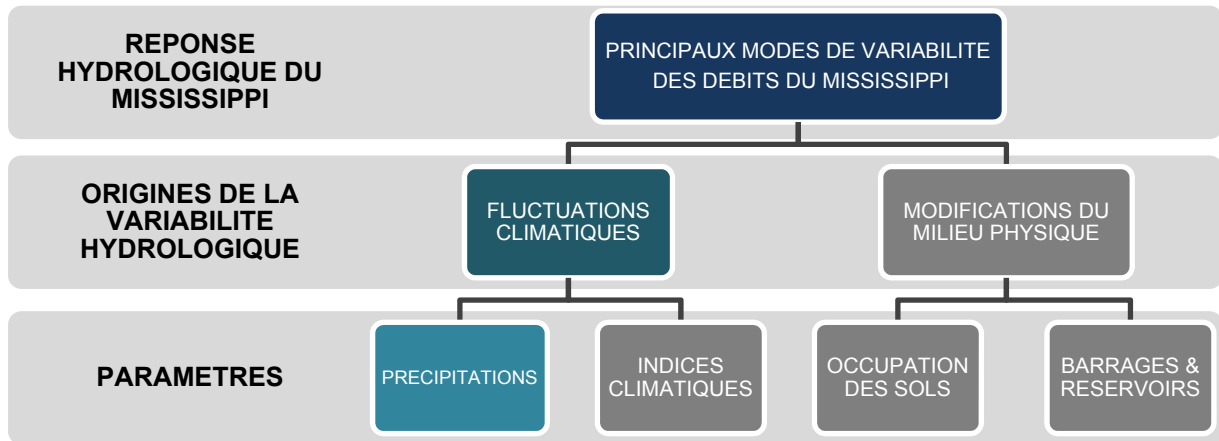 REPONSE
HYDROLOGIQUE DU
MISSISSIPPI
PRINCIPAUX MODES DE VARIABILITE
DES DEBITS DU MISSISSIPPI
ORIGINES DE LA
VARIABILITE
HYDROLOGIQUE
FLUCTUATIONS
CLIMATIQUES
MODIFICATIONS DU
MILIEU PHYSIQUE
PARAMETRES
PRECIPITATIONS
INDICES
CLIMATIQUES
OCCUPATION
DES SOLS
BARRAGES &
RESERVOIRS